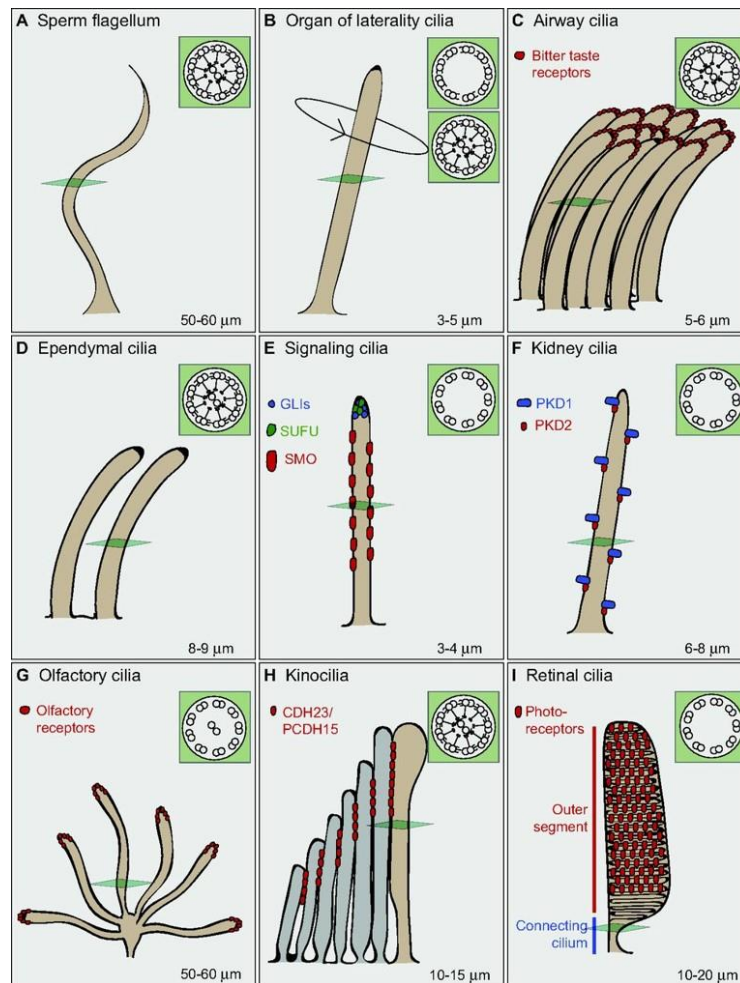 A Sperm flagellum
50-60 µm
B Organ of laterality cilia
3-5 µm
C Airway cilia
Bitter taste
receptors
5-6 µm
D Ependymal cilia
8-9 µm
E Signaling cilia
GLIs
SUFU
SMO
3-4 µm
F Kidney cilia
PKD1
PKD2
6-8 µm
G Olfactory cilia
Olfactory
receptors
50-60 µm
H Kinocilia
CDH23/
PCDH15
10-15 µm
I Retinal cilia
Photo-
receptors
Outer
segment
Connecting
cilium
10-20 µm